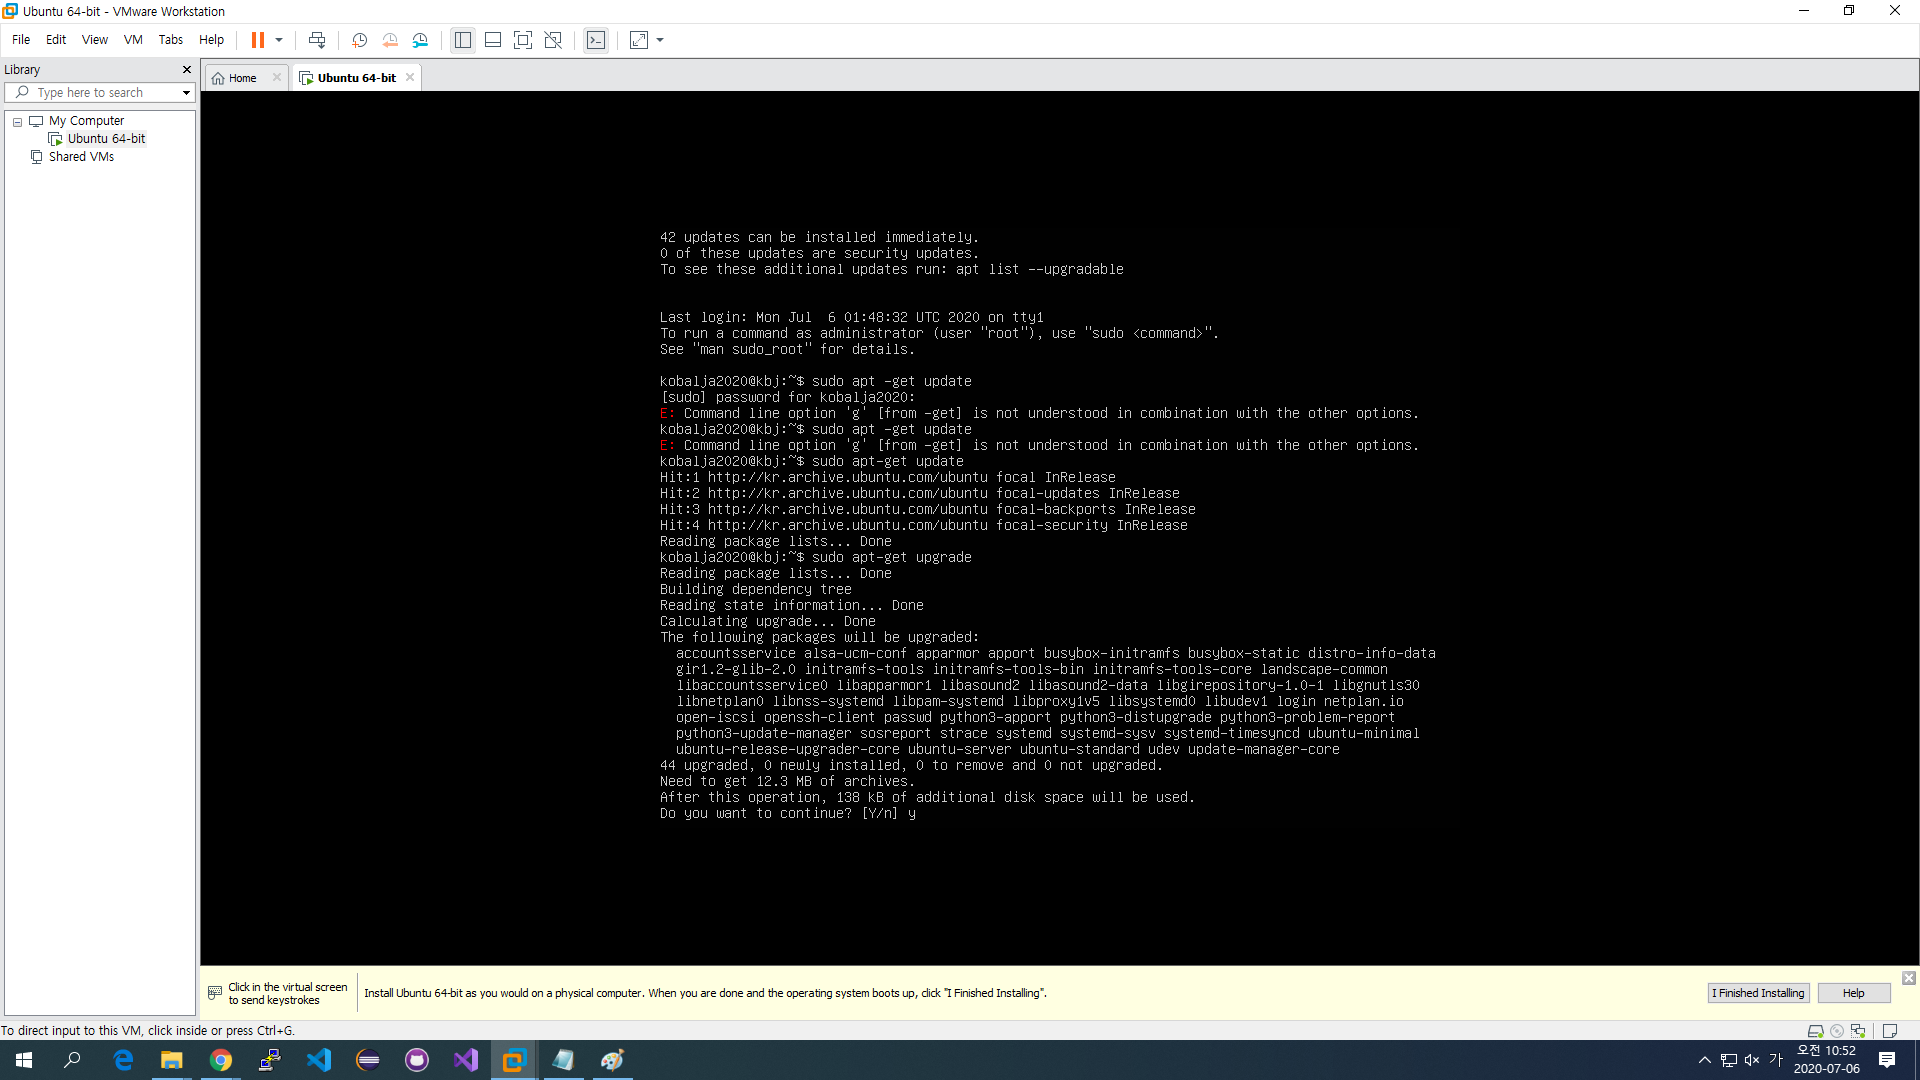 Ubuntu 64-bit - VMware Workstation
File Edit View VM Tabs Help
Library
Type here to search
My Computer
Ubuntu 64-bit
Shared VMs
Home
Ubuntu 64-bit
42 updates can be installed immediately.
0 of these updates are security updates.
To see these additional updates run: apt list --upgradable
Last login: Mon Jul  6 01:48:32 UTC 2020 on tty1
To run a command as administrator (user "root"), use "sudo <command>".
See "man sudo_root" for details.
kobalja2020@kbj:~$ sudo apt -get update
[sudo] password for kobalja2020:
E: Command line option 'g' [from -get] is not understood in combination with the other options.
kobalja2020@kbj:~$ sudo apt -get update
E: Command line option 'g' [from -get] is not understood in combination with the other options.
kobalja2020@kbj:~$ sudo apt-get update
Hit:1 http://kr.archive.ubuntu.com/ubuntu focal InRelease
Hit:2 http://kr.archive.ubuntu.com/ubuntu focal-updates InRelease
Hit:3 http://kr.archive.ubuntu.com/ubuntu focal-backports InRelease
Hit:4 http://kr.archive.ubuntu.com/ubuntu focal-security InRelease
Reading package lists... Done
kobalja2020@kbj:~$ sudo apt-get upgrade
Reading package lists... Done
Building dependency tree
Reading state information... Done
Calculating upgrade... Done
The following packages will be upgraded:
accountsservice alsa-ucm-conf apparmor apport busybox-initramfs busybox-static distro-info-data
gir1.2-glib-2.0 initramfs-tools initramfs-tools-bin initramfs-tools-core landscape-common
libaccountsservice0 libapparmor1 libasound2 libasound2-data libgirepository-1.0-1 libgnutls30
libnetplan0 libnss-systemd libpam-systemd libproxy1v5 libsystemd0 libudev1 login netplan.io
open-iscsi openssh-client passwd python3-apport python3-distupgrade python3-problem-report
python3-update-manager sosreport strace systemd systemd-sysv systemd-timesyncd ubuntu-minimal
ubuntu-release-upgrader-core ubuntu-server ubuntu-standard udev update-manager-core
44 upgraded, 0 newly installed, 0 to remove and 0 not upgraded.
Need to get 12.3 MB of archives.
After this operation, 138 kB of additional disk space will be used.
Do you want to continue? [Y/n] y
Click in the virtual screen
to send keystrokes
Install Ubuntu 64-bit as you would on a physical computer. When you are done and the operating system boots up, click "I Finished Installing".
I Finished Installing
Help
To direct input to this VM, click inside or press Ctrl+G.
가
오전 10:52
2020-07-06